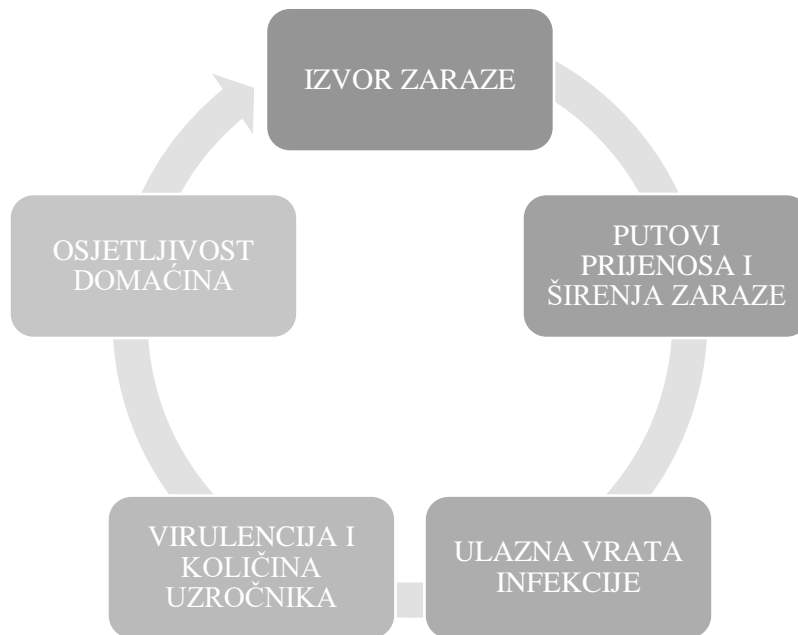 IZVOR ZARAZE
PUTOVI
PRIJENOSA I
ŠIRENJA ZARAZE
ULAZNA VRATA
INFEKCIJE
VIRULENCIJA I
KOLIČINA
UZROČNIKA
OSJETLJIVOST
DOMAĆINA